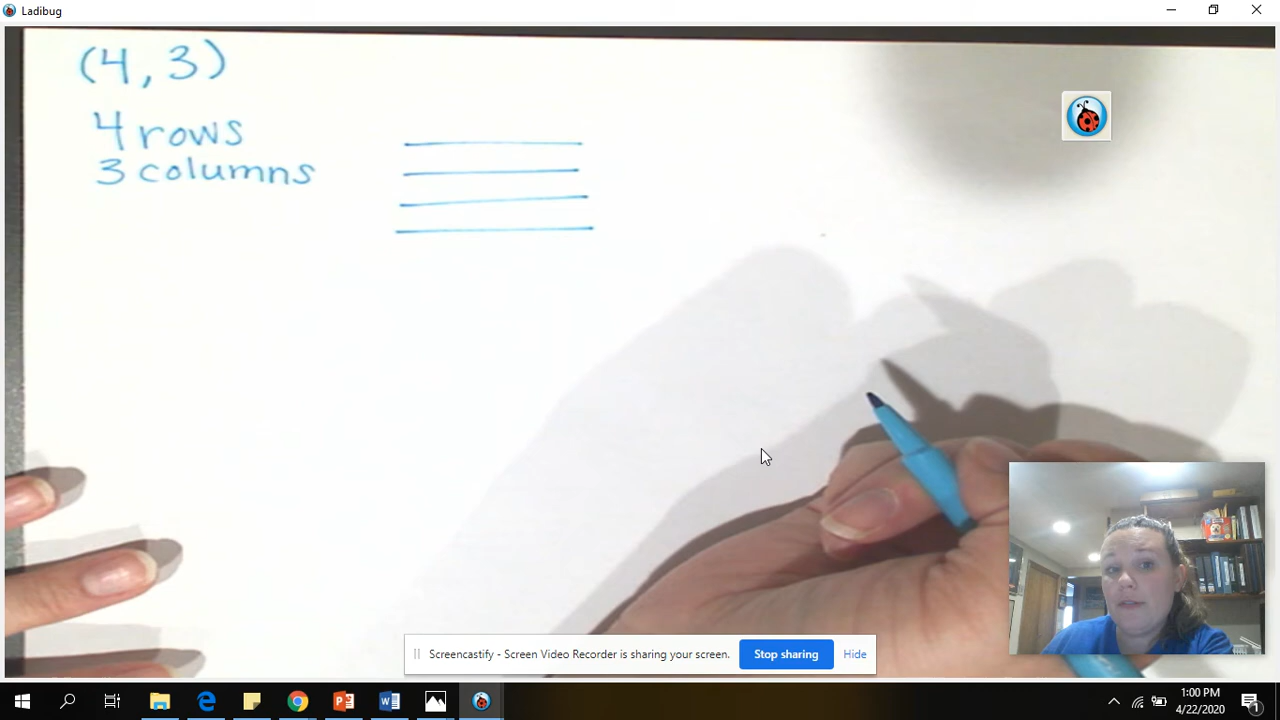 Ladibug
(4, 3)
4 rows
3 columns
Screencastify - Screen Video Recorder is sharing your screen.
Stop sharing
Hide
1:00 PM
4/22/2020